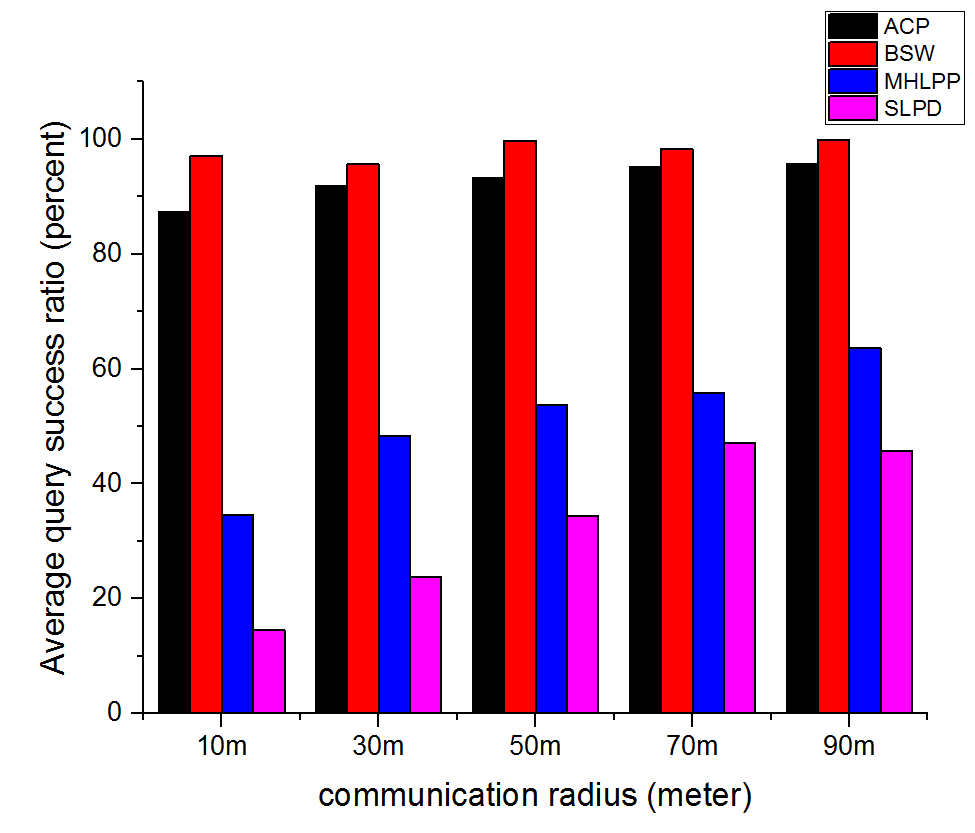 ACP
BSW
MHLPP
SLPD
Average query success ratio (percent)
100
80
60
40
20
0
10m 30m 50m 70m 90m
communication radius (meter)